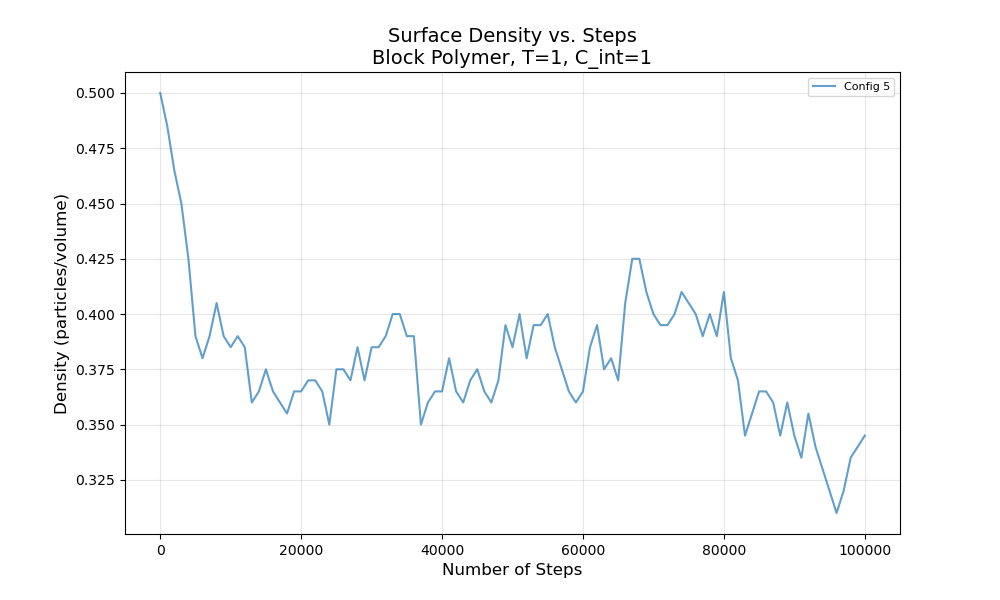 Surface Density vs. Steps
Block Polymer, T=1, C_int=1
Config 5
Density (particles/volume)
0.500
0.475
0.450
0.425
0.400
0.375
0.350
0.325
0
20000
40000
60000
80000
100000
Number of Steps